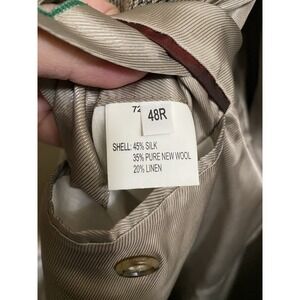 72
48R
SHELL: 45% SILK
35% PURE NEW WOOL
20% LINEN